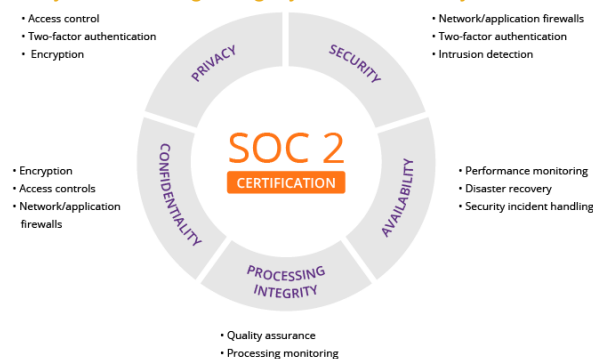 • Access control
• Two-factor authentication
• Encryption
• Network/application firewalls
• Two-factor authentication
• Intrusion detection
PRIVACY
SECURITY
SOC 2
CERTIFICATION
CONFIDENTIALITY
AVAILABILITY
• Encryption
• Access controls
• Network/application
firewalls
• Performance monitoring
• Disaster recovery
• Security incident handling
PROCESSING
INTEGRITY
• Quality assurance
• Processing monitoring